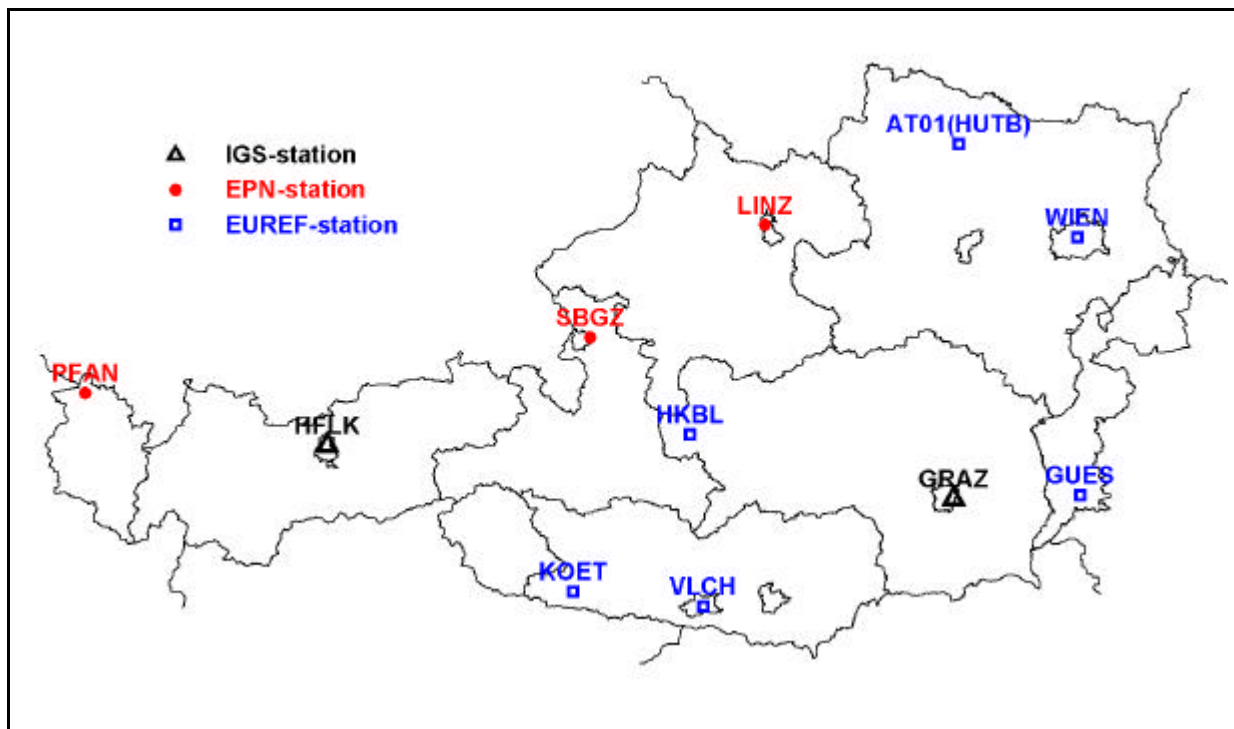 AT01(HUTB)
IGS-station
EPN-station
LINZ
EUREF-station
WIEN
SBGZ
PFAN
HFLK
HKBL
GRAZ
GUES
KOET
VLCH